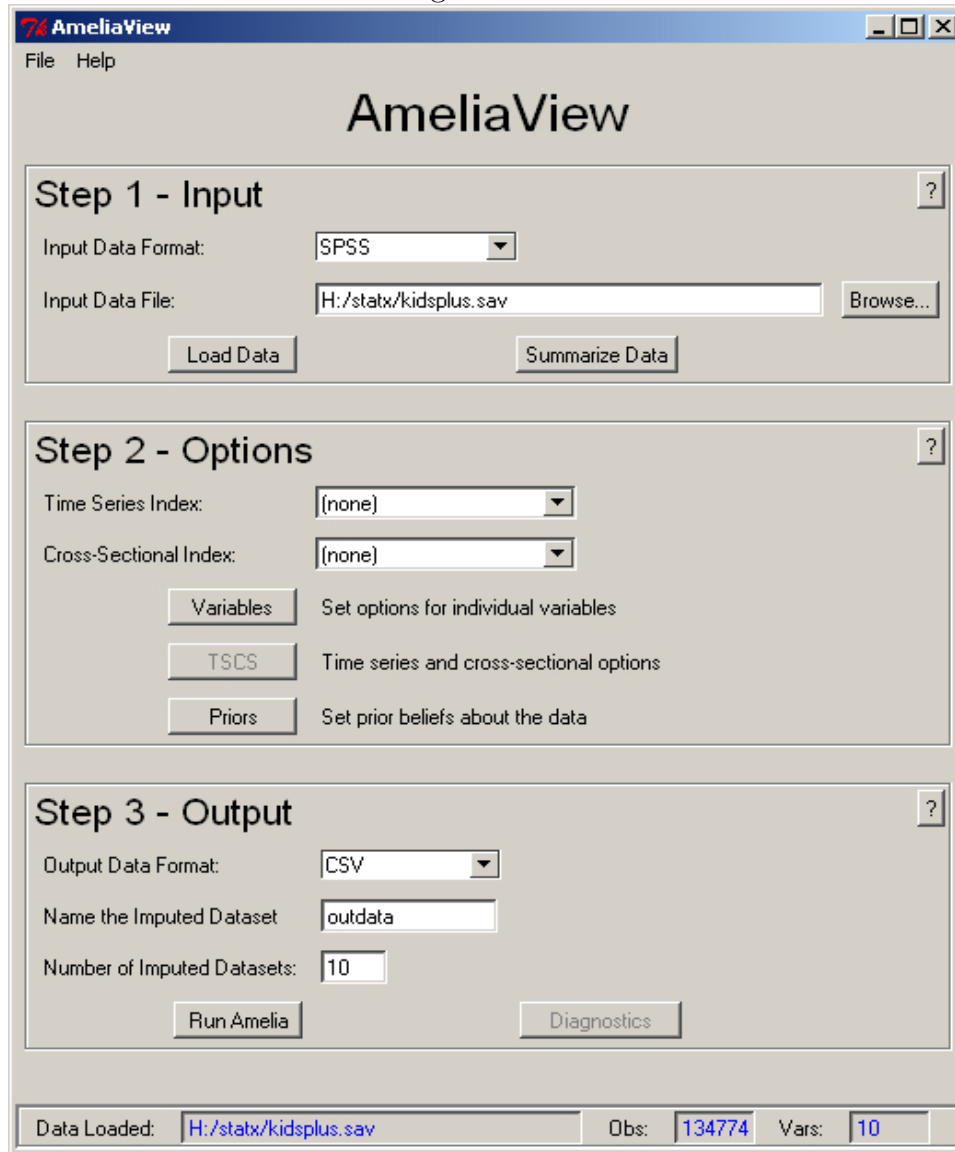 AmeliaView
File Help
AmeliaView
Step 1 - Input
?
Input Data Format: SPSS
Input Data File: H:/statx/kidsplus.sav Browse...
Load Data Summarize Data
Step 2 - Options
?
Time Series Index: (none)
Cross-Sectional Index: (none)
Variables Set options for individual variables
TSCS Time series and cross-sectional options
Priors Set prior beliefs about the data
Step 3 - Output
?
Output Data Format: CSV
Name the Imputed Dataset outdata
Number of Imputed Datasets: 10
Run Amelia Diagnostics
Data Loaded: H:/statx/kidsplus.sav Obs: 134774 Vars: 10